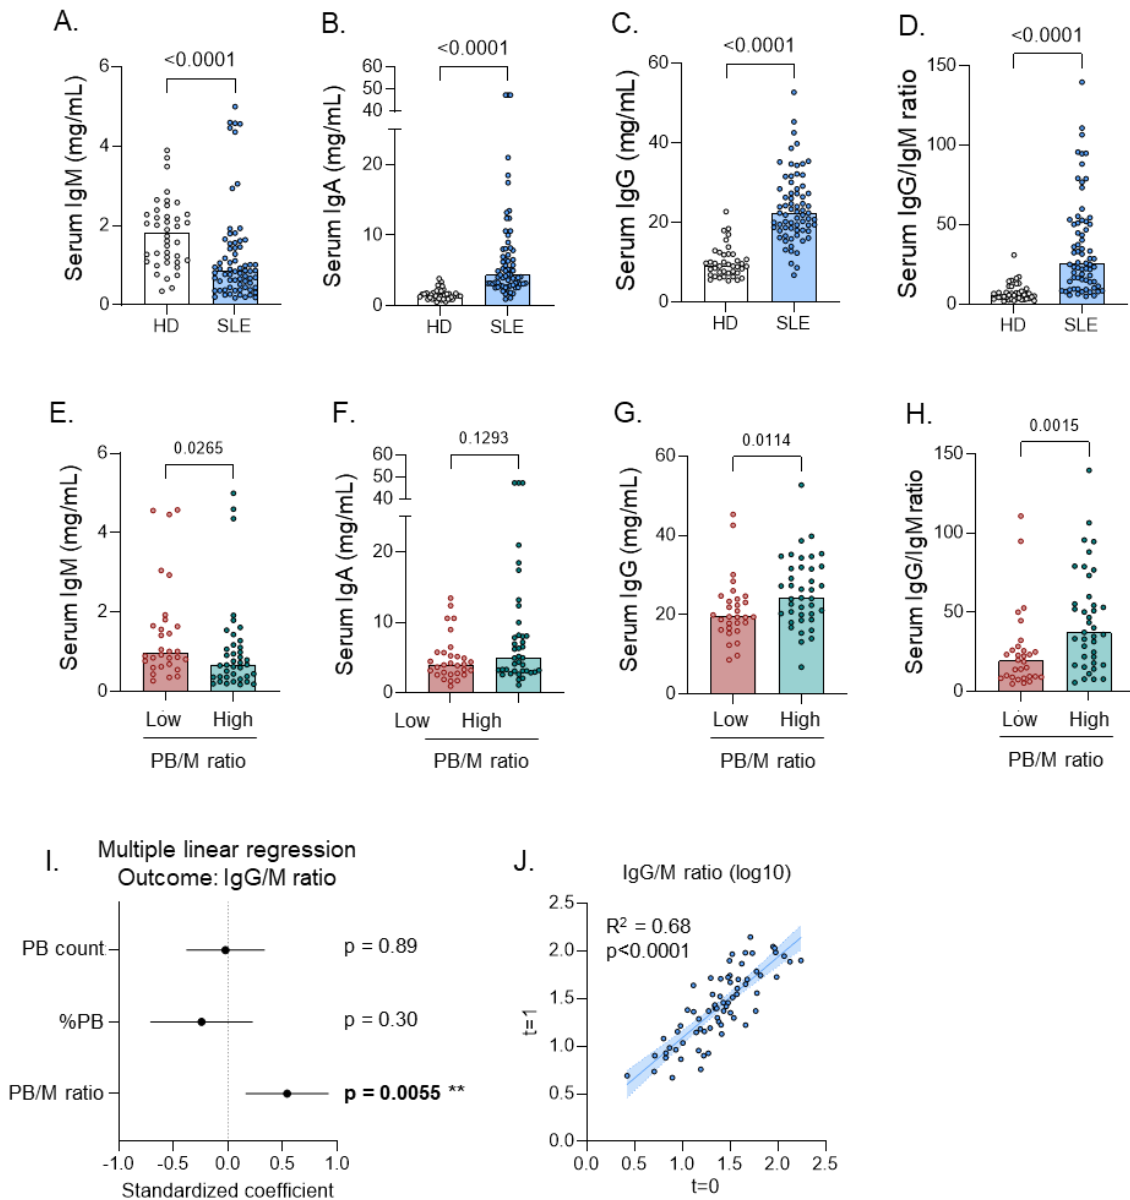 A.
<0.0001
Serum IgM (mg/mL)
6
4
2
0
HD
SLE
B.
<0.0001
Serum IgA (mg/mL)
60
50
40
20
10
0
HD
SLE
C.
<0.0001
Serum IgG (mg/mL)
60
40
20
0
HD
SLE
D.
<0.0001
Serum IgG/IgM ratio
150
100
50
0
HD
SLE
E.
0.0265
Serum IgM (mg/mL)
6
4
2
0
Low
High
PB/M ratio
F.
0.1293
Serum IgA (mg/mL)
60
50
40
20
10
0
Low
High
PB/M ratio
G.
0.0114
Serum IgG (mg/mL)
60
40
20
0
Low
High
PB/M ratio
H.
0.0015
Serum IgG/IgM ratio
150
100
50
0
Low
High
PB/M ratio
I.
Multiple linear regression
Outcome: IgG/M ratio
PB count
p = 0.89
%PB
p = 0.30
PB/M ratio
p = 0.0055 **
-1.0
-0.5
0.0
0.5
1.0
Standardized coefficient
J.
IgG/M ratio (log10)
R² = 0.68
p<0.0001
t=1
2.5
2.0
1.5
1.0
0.5
0.0
0.0
0.5
1.0
1.5
2.0
2.5
t=0